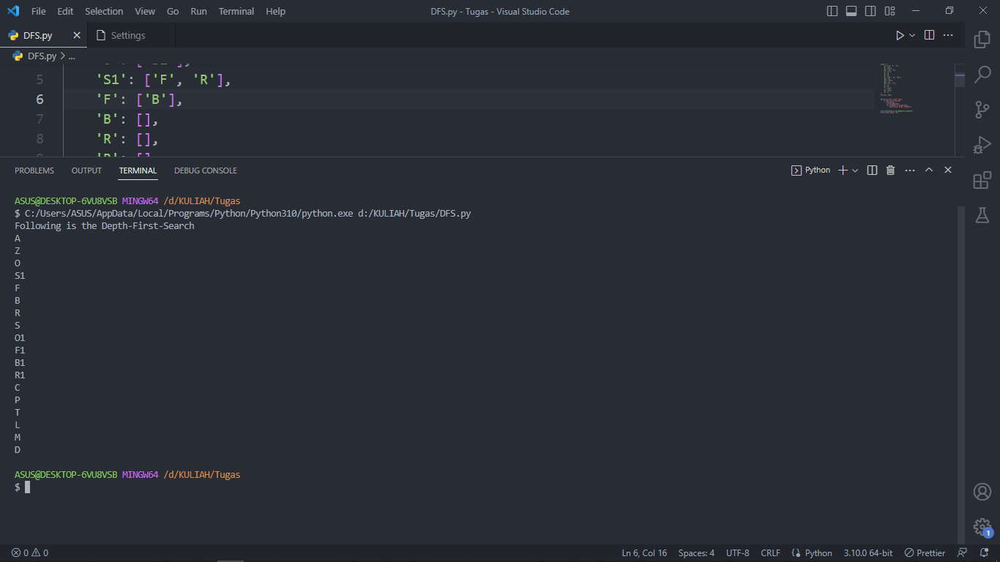 File Edit Selection View Go Run Terminal Help DFS.py - Tugas - Visual Studio Code
DFS.py Settings
DFS.py > ...
5 'S1': ['F', 'R'],
6 'F': ['B'],
7 'B': [],
8 'R': [],
PROBLEMS OUTPUT TERMINAL DEBUG CONSOLE Python
ASUS@DESKTOP-6VU8VSB MINGW64 /d/KULIAH/Tugas
$ C:/Users/ASUS/AppData/Local/Programs/Python/Python310/python.exe d:/KULIAH/Tugas/DFS.py
Following is the Depth-First-Search
A
Z
O
S1
F
B
R
S
O1
F1
B1
R1
C
P
T
L
M
D
ASUS@DESKTOP-6VU8VSB MINGW64 /d/KULIAH/Tugas
$
1
0 0 Ln 6, Col 16 Spaces: 4 UTF-8 CRLF Python 3.10.0 64-bit Prettier